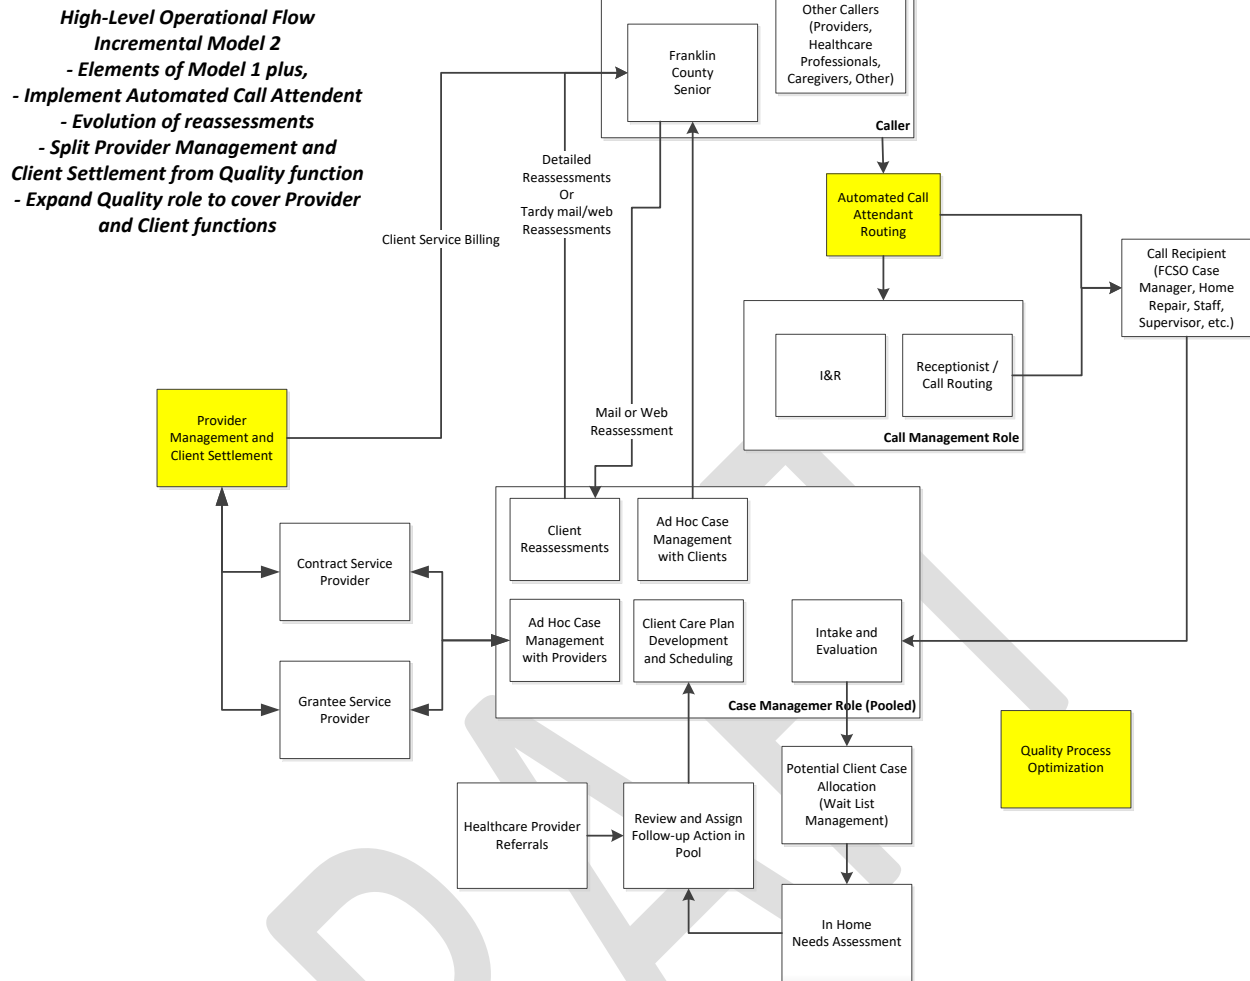 High-Level Operational Flow
Incremental Model 2
- Elements of Model 1 plus,
- Implement Automated Call Attendent
- Evolution of reassessments
- Split Provider Management and
Client Settlement from Quality function
- Expand Quality role to cover Provider
and Client functions
Franklin
County
Senior
Other Callers
(Providers,
Healthcare
Professionals,
Caregivers, Other)
Caller
Detailed
Reassessments
Or
Tardy mail/web
Reassessments
Client Service Billing
Automated Call
Attendant
Routing
Call Recipient
(FCSO Case
Manager, Home
Repair, Staff,
Supervisor, etc.)
I&R
Receptionist /
Call Routing
Call Management Role
Mail or Web
Reassessment
Provider
Management and
Client Settlement
Client
Reassessments
Ad Hoc Case
Management
with Clients
Contract Service
Provider
Ad Hoc Case
Management
with Providers
Client Care Plan
Development
and Scheduling
Intake and
Evaluation
Case Managemer Role (Pooled)
Grantee Service
Provider
Quality Process
Optimization
Potential Client Case
Allocation
(Wait List
Management)
Healthcare Provider
Referrals
Review and Assign
Follow-up Action in
Pool
In Home
Needs Assessment
DRAFT